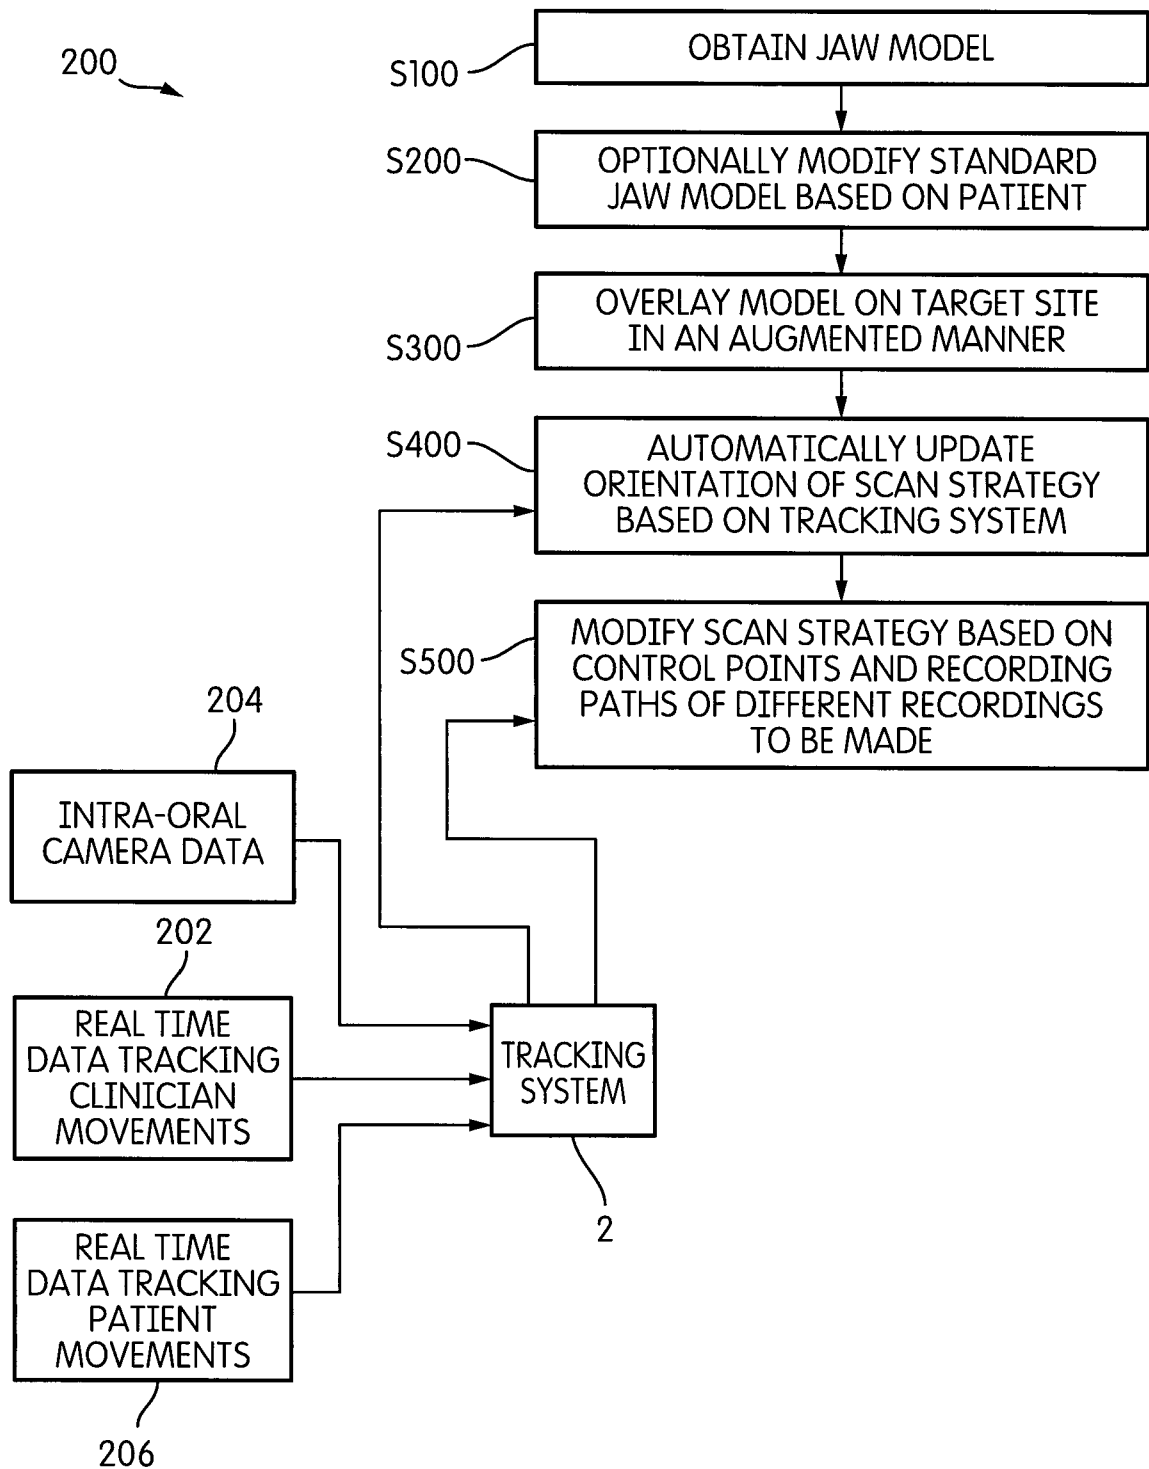 200
S100
OBTAIN JAW MODEL
S200
OPTIONALLY MODIFY STANDARD
JAW MODEL BASED ON PATIENT
S300
OVERLAY MODEL ON TARGET SITE
IN AN AUGMENTED MANNER
S400
AUTOMATICALLY UPDATE
ORIENTATION OF SCAN STRATEGY
BASED ON TRACKING SYSTEM
S500
MODIFY SCAN STRATEGY BASED ON
CONTROL POINTS AND RECORDING
PATHS OF DIFFERENT RECORDINGS
TO BE MADE
204
INTRA-ORAL
CAMERA DATA
202
REAL TIME
DATA TRACKING
CLINICIAN
MOVEMENTS
TRACKING
SYSTEM
2
REAL TIME
DATA TRACKING
PATIENT
MOVEMENTS
206